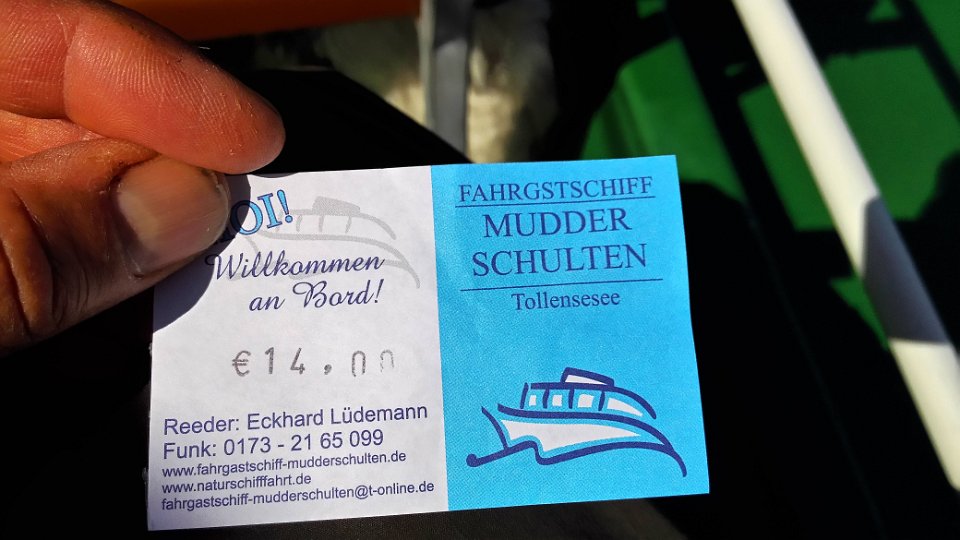 OI!
Willkommen
an Bord!
€14,00
Reeder: Eckhard Lüdemann
Funk: 0173 - 21 65 099
www.fahrgastschiff-mudderschulten.de
www.naturschifffahrt.de
fahrgastschiff-mudderschulten@t-online.de
FAHRGSTSCHIFF
MUDDER
SCHULTEN
Tollensesee